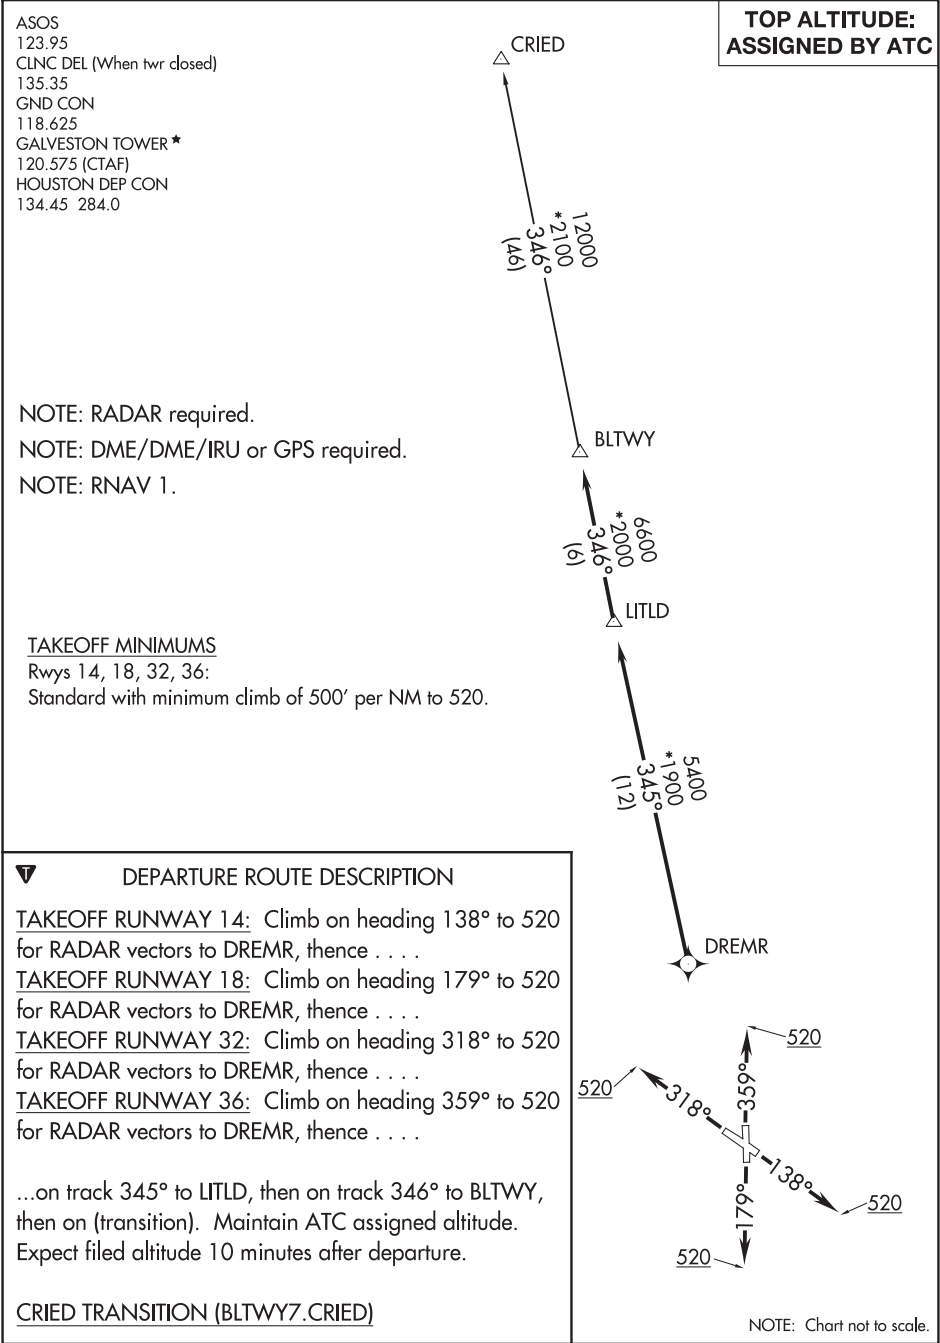 ASOS
123.95
CLNC DEL (When twr closed)
135.35
GND CON
118.625
GALVESTON TOWER★
120.575 (CTAF)
HOUSTON DEP CON
134.45 284.0
TOP ALTITUDE:
ASSIGNED BY ATC
CRIED
12000
*2100
346°
(46)
NOTE: RADAR required.
NOTE: DME/DME/IRU or GPS required.
NOTE: RNAV 1.
BLTWY
6600
*2000
346°
(6)
LITLD
TAKEOFF MINIMUMS
Rwys 14, 18, 32, 36:
Standard with minimum climb of 500' per NM to 520.
5400
*1900
345°
(12)
DREMR
T
DEPARTURE ROUTE DESCRIPTION
TAKEOFF RUNWAY 14: Climb on heading 138° to 520
for RADAR vectors to DREMR, thence . . . .
TAKEOFF RUNWAY 18: Climb on heading 179° to 520
for RADAR vectors to DREMR, thence . . . .
TAKEOFF RUNWAY 32: Climb on heading 318° to 520
for RADAR vectors to DREMR, thence . . . .
TAKEOFF RUNWAY 36: Climb on heading 359° to 520
for RADAR vectors to DREMR, thence . . . .
...on track 345° to LITLD, then on track 346° to BLTWY,
then on (transition). Maintain ATC assigned altitude.
Expect filed altitude 10 minutes after departure.
CRIED TRANSITION (BLTWY7.CRIED)
520
359°
520
318°
138°
520
179°
520
NOTE: Chart not to scale.